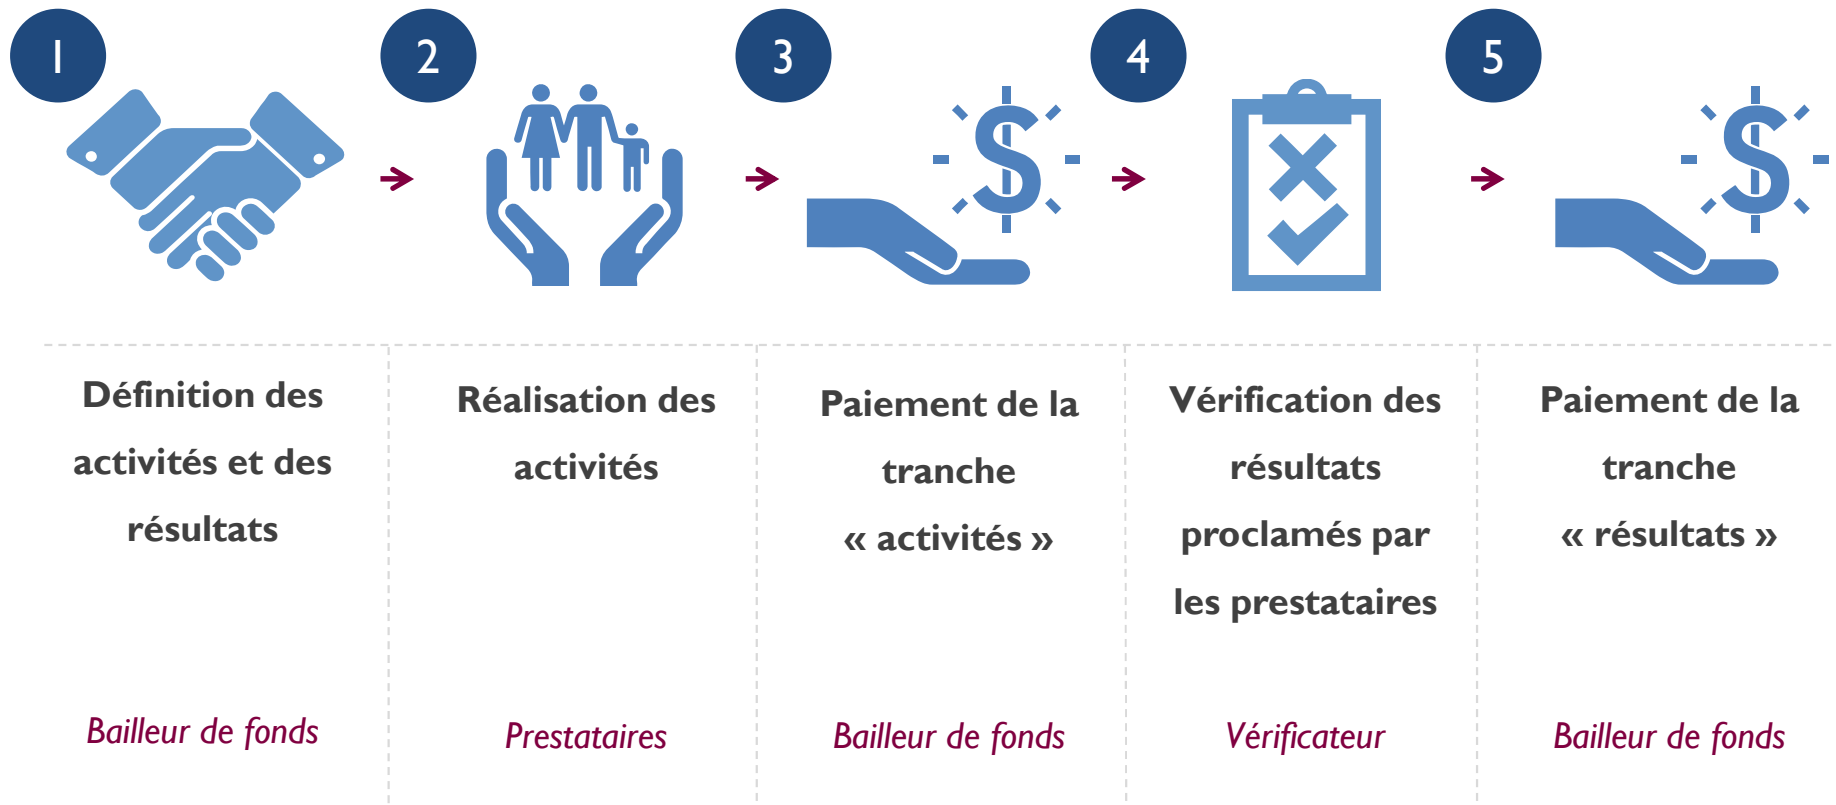 1
2
3
4
5
Définition des
activités et des
résultats
Bailleur de fonds
Réalisation des
activités
Prestataires
Paiement de la
tranche
« activités »
Bailleur de fonds
Vérification des
résultats
proclamés par
les prestataires
Vérificateur
Paiement de la
tranche
« résultats »
Bailleur de fonds